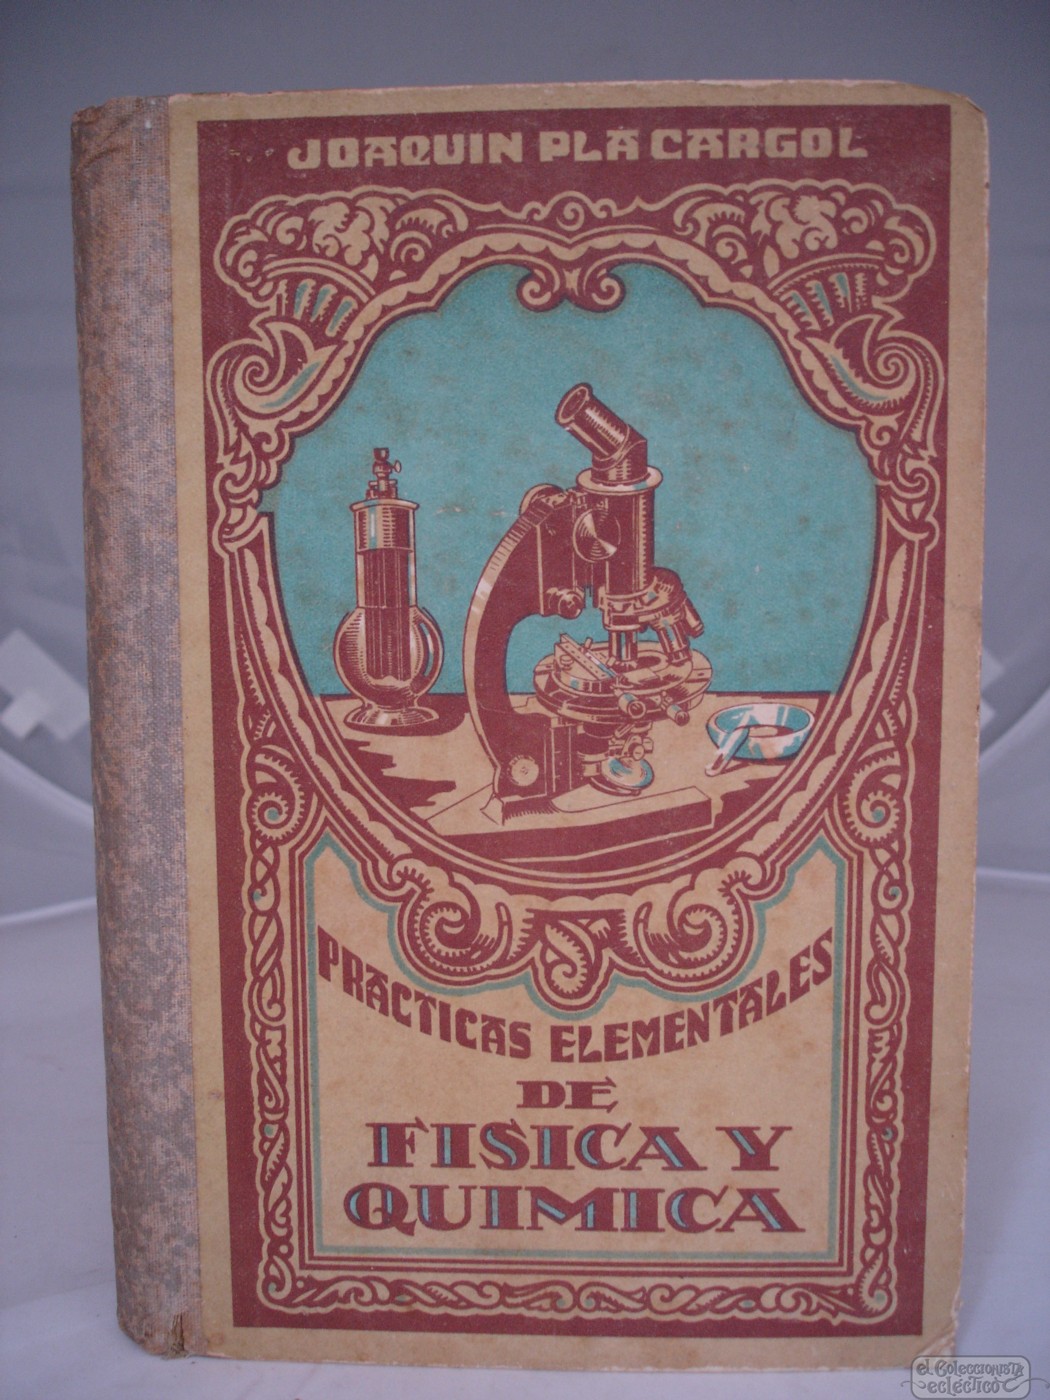 JOAQUIN PLA CARGOL
PRACTICAS ELEMENTALES
DE
FISICA Y
QUIMICA
el Coleccionista
ecléctico